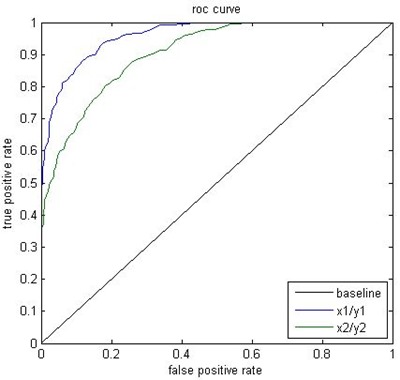 roc curve
true positive rate
1
0.9
0.8
0.7
0.6
0.5
0.4
0.3
0.2
0.1
0
0 0.2 0.4 0.6 0.8 1
false positive rate
baseline
x1/y1
x2/y2